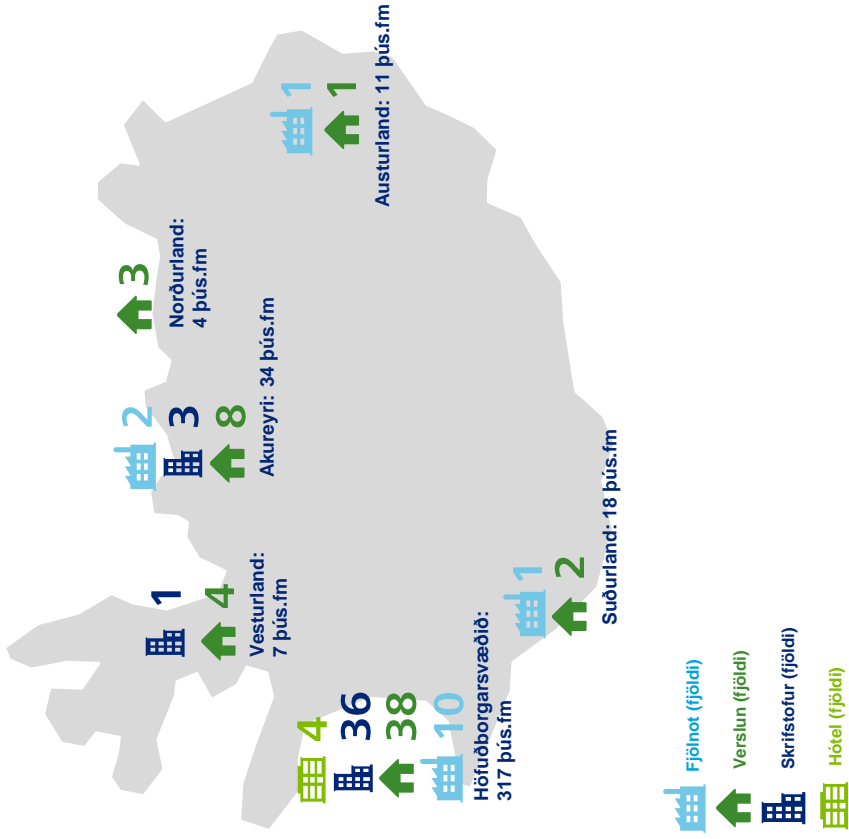 1
4
Vesturland:
7 þús.fm
2
3
8
Akureyri: 34 þús.fm
3
Norðurland:
4 þús.fm
1
1
Austurland: 11 þús.fm
4
36
38
10
Höfuðborgarsvæðið:
317 þús.fm
1
2
Suðurland: 18 þús.fm
Fjölnot (fjöldi)
Verslun (fjöldi)
Skrifstofur (fjöldi)
Hótel (fjöldi)